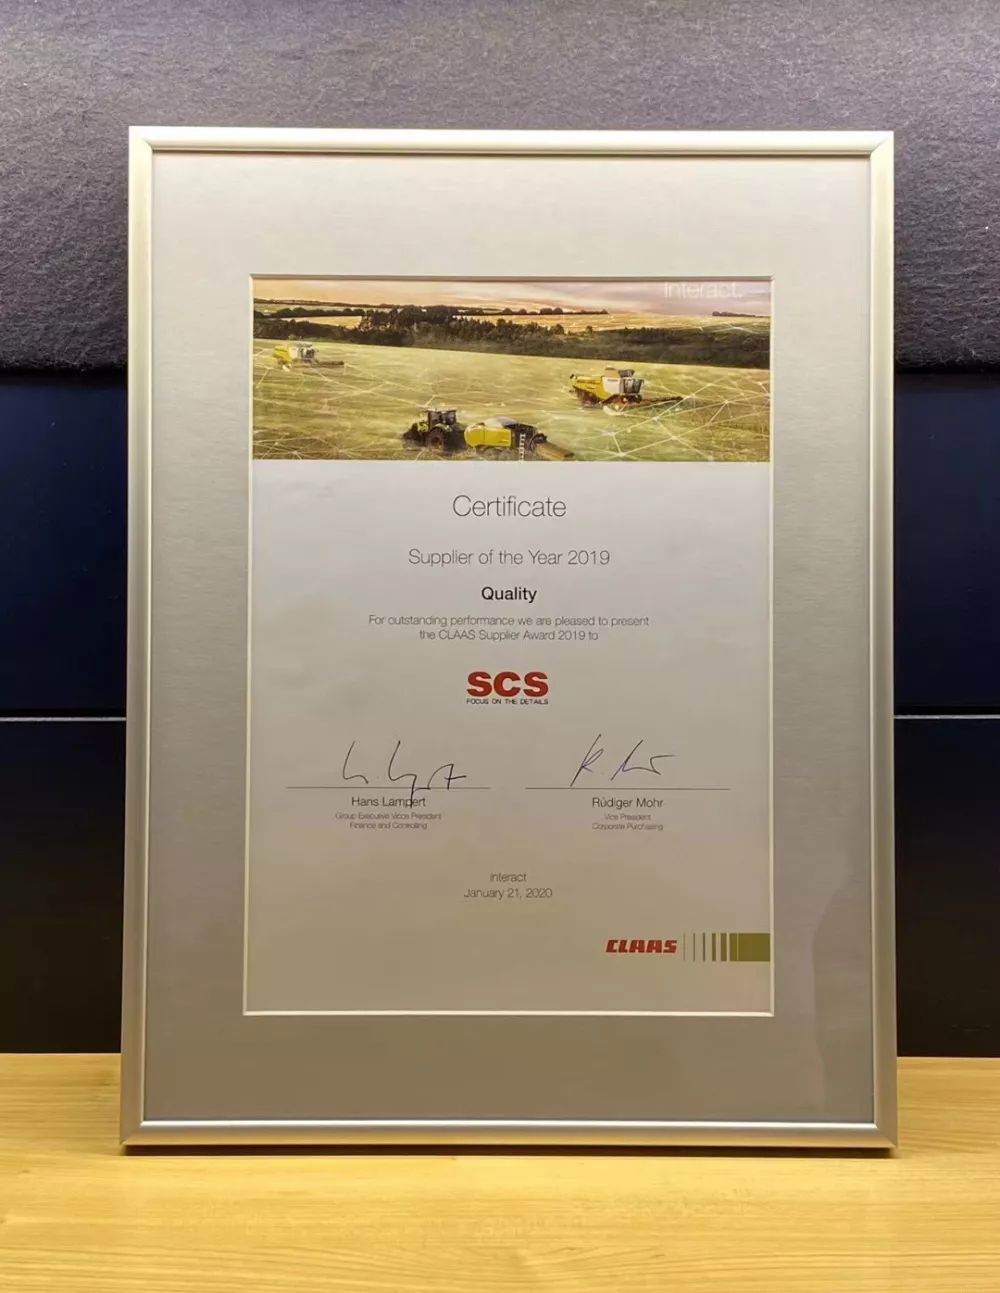 Interact.
Certificate
Supplier of the Year 2019
Quality
For outstanding performance we are pleased to present
the CLAAS Supplier Award 2019 to
SCS
FOCUS ON THE DETAILS
Hans Lampert
Group Executive Vicce President
Finance and Controlling
Rüdiger Mohr
Vice President
Corporate Purchasing
Interact
January 21, 2020
CLAAS